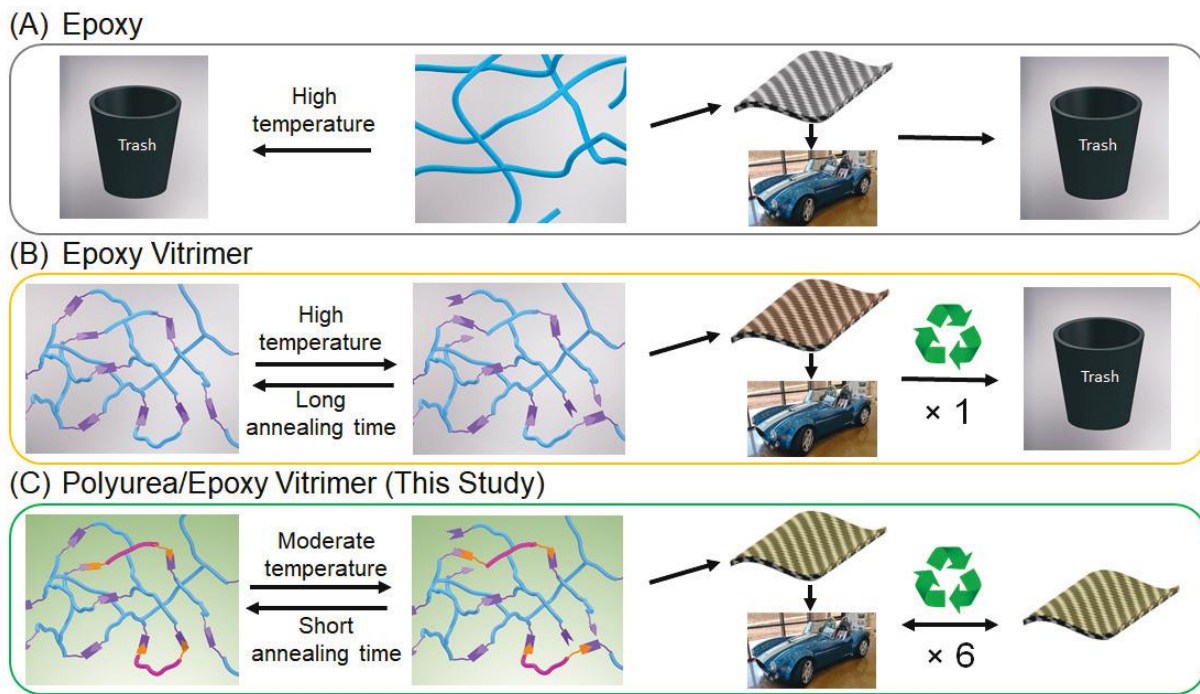 (A) Epoxy
Trash
High
temperature
Trash
(B) Epoxy Vitrimer
High
temperature
Long
annealing time
× 1
Trash
(C) Polyurea/Epoxy Vitrimer (This Study)
Moderate
temperature
Short
annealing time
× 6